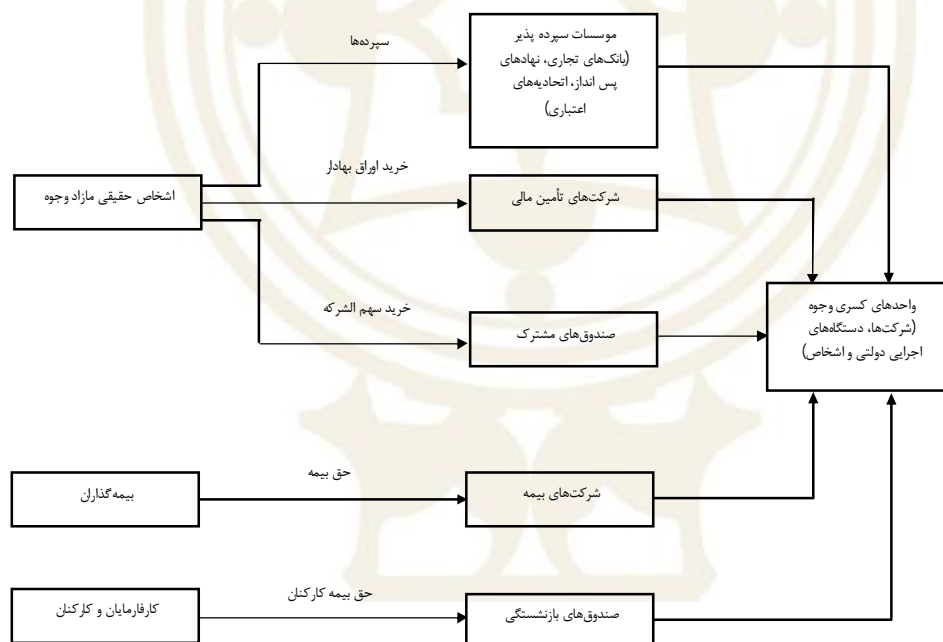 سپرده‌ها
موسسات سپرده پذیر
(بانک‌های تجاری، نهادهای
پس انداز، اتحادیه‌های
اعتباری)
خرید اوراق بهادار
اشخاص حقیقی مازاد وجوه
شرکت‌های تأمین مالی
واحدهای کسری وجوه
(شرکت‌ها، دستگاه‌های
اجرایی دولتی و اشخاص)
خرید سهم الشرکه
صندوق‌های مشترک
حق بیمه
بیمه گذاران
شرکت‌های بیمه
حق بیمه کارکنان
کارفارمایان و کارکنان
صندوق‌های بازنشستگی